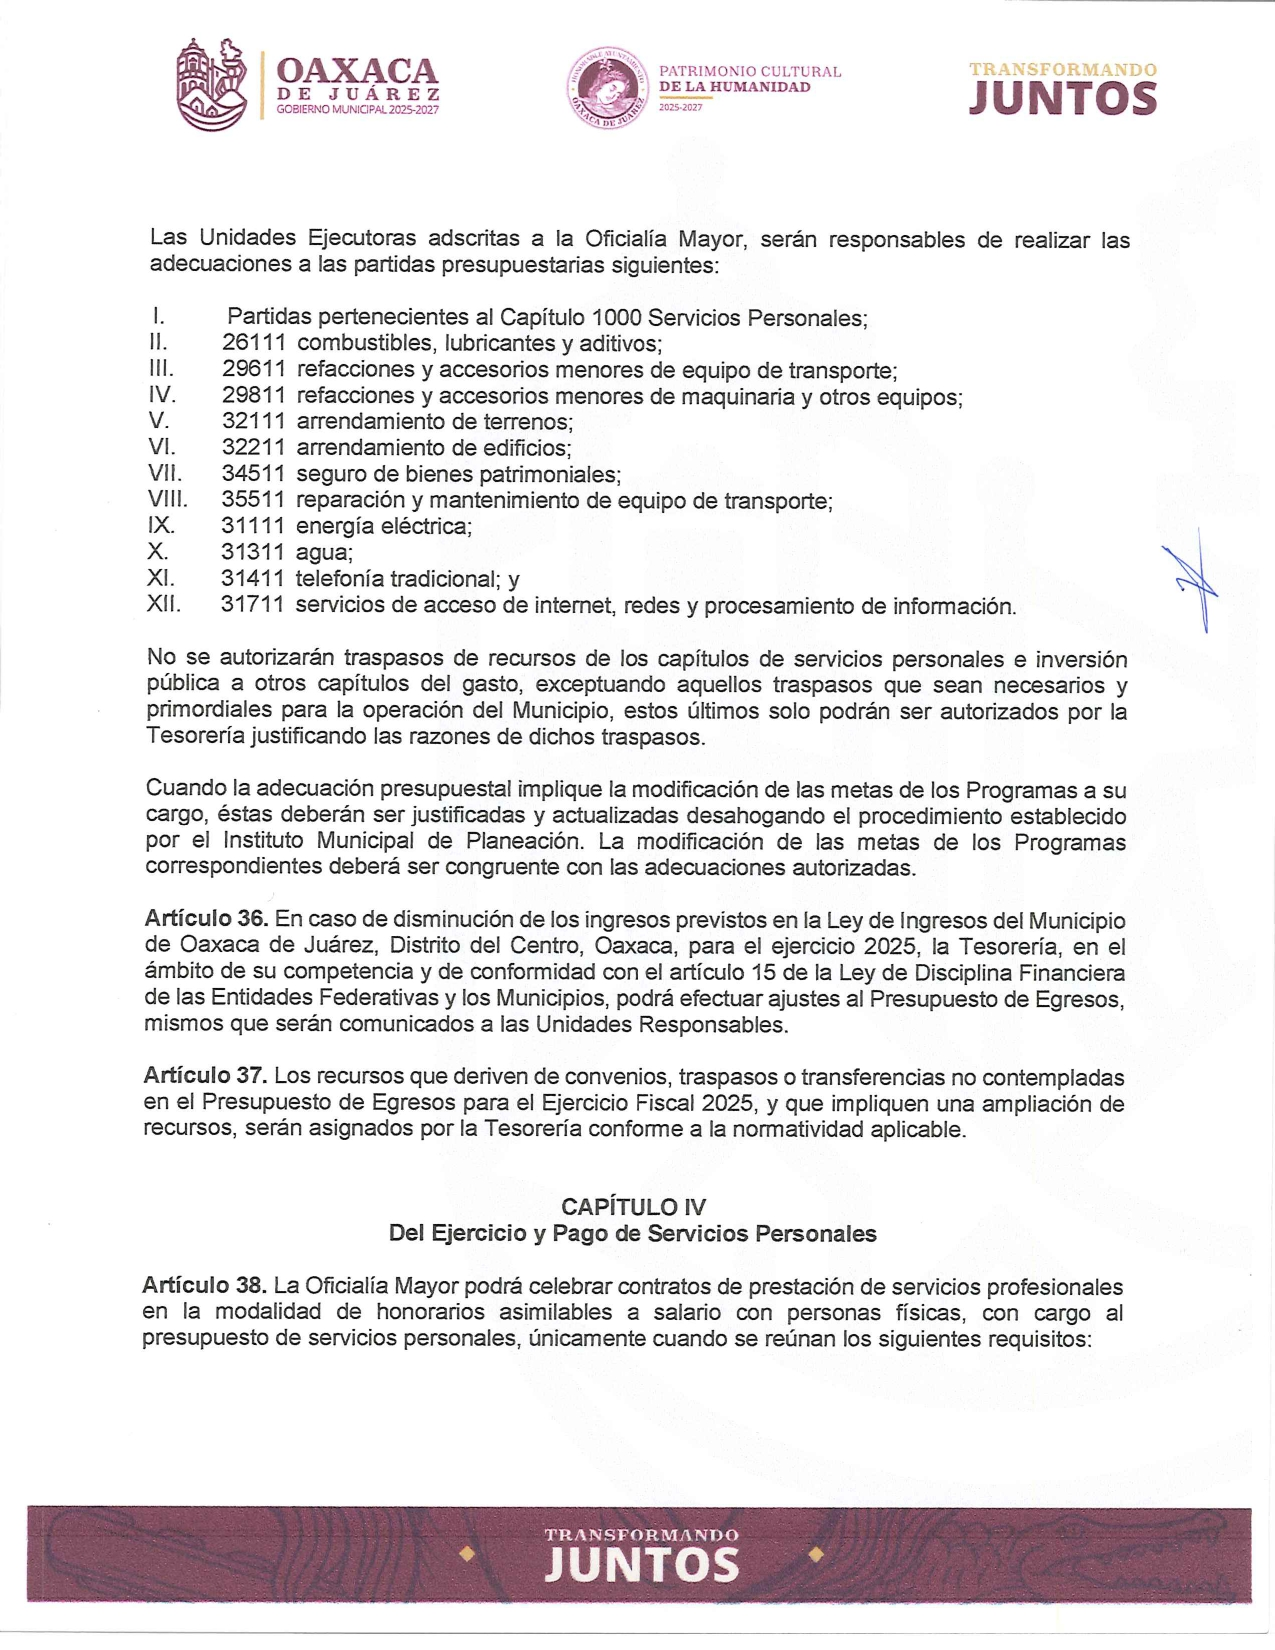 OAXACA
DE JUÁREZ
GOBIERNO MUNICIPAL 2025-2027
HONORABLE AYUNTAMIENTO
OAXACA DE JUÁREZ
PATRIMONIO CULTURAL
DE LA HUMANIDAD
2025-2027
TRANSFORMANDO
JUNTOS
Las Unidades Ejecutoras adscritas a la Oficialía Mayor, serán responsables de realizar las
adecuaciones a las partidas presupuestarias siguientes:
I. Partidas pertenecientes al Capítulo 1000 Servicios Personales;
II. 26111 combustibles, lubricantes y aditivos;
III. 29611 refacciones y accesorios menores de equipo de transporte;
IV. 29811 refacciones y accesorios menores de maquinaria y otros equipos;
V. 32111 arrendamiento de terrenos;
VI. 32211 arrendamiento de edificios;
VII. 34511 seguro de bienes patrimoniales;
VIII. 35511 reparación y mantenimiento de equipo de transporte;
IX. 31111 energía eléctrica;
X. 31311 agua;
XI. 31411 telefonía tradicional; y
XII. 31711 servicios de acceso de internet, redes y procesamiento de información.
No se autorizarán traspasos de recursos de los capítulos de servicios personales e inversión
pública a otros capítulos del gasto, exceptuando aquellos traspasos que sean necesarios y
primordiales para la operación del Municipio, estos últimos solo podrán ser autorizados por la
Tesorería justificando las razones de dichos traspasos.
Cuando la adecuación presupuestal implique la modificación de las metas de los Programas a su
cargo, éstas deberán ser justificadas y actualizadas desahogando el procedimiento establecido
por el Instituto Municipal de Planeación. La modificación de las metas de los Programas
correspondientes deberá ser congruente con las adecuaciones autorizadas.
Artículo 36. En caso de disminución de los ingresos previstos en la Ley de Ingresos del Municipio
de Oaxaca de Juárez, Distrito del Centro, Oaxaca, para el ejercicio 2025, la Tesorería, en el
ámbito de su competencia y de conformidad con el artículo 15 de la Ley de Disciplina Financiera
de las Entidades Federativas y los Municipios, podrá efectuar ajustes al Presupuesto de Egresos,
mismos que serán comunicados a las Unidades Responsables.
Artículo 37. Los recursos que deriven de convenios, traspasos o transferencias no contempladas
en el Presupuesto de Egresos para el Ejercicio Fiscal 2025, y que impliquen una ampliación de
recursos, serán asignados por la Tesorería conforme a la normatividad aplicable.
CAPÍTULO IV
Del Ejercicio y Pago de Servicios Personales
Artículo 38. La Oficialía Mayor podrá celebrar contratos de prestación de servicios profesionales
en la modalidad de honorarios asimilables a salario con personas físicas, con cargo al
presupuesto de servicios personales, únicamente cuando se reúnan los siguientes requisitos:
TRANSFORMANDO
JUNTOS